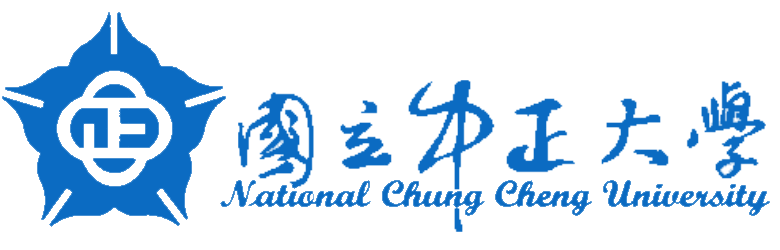 國立中正大學
National Chung Cheng University